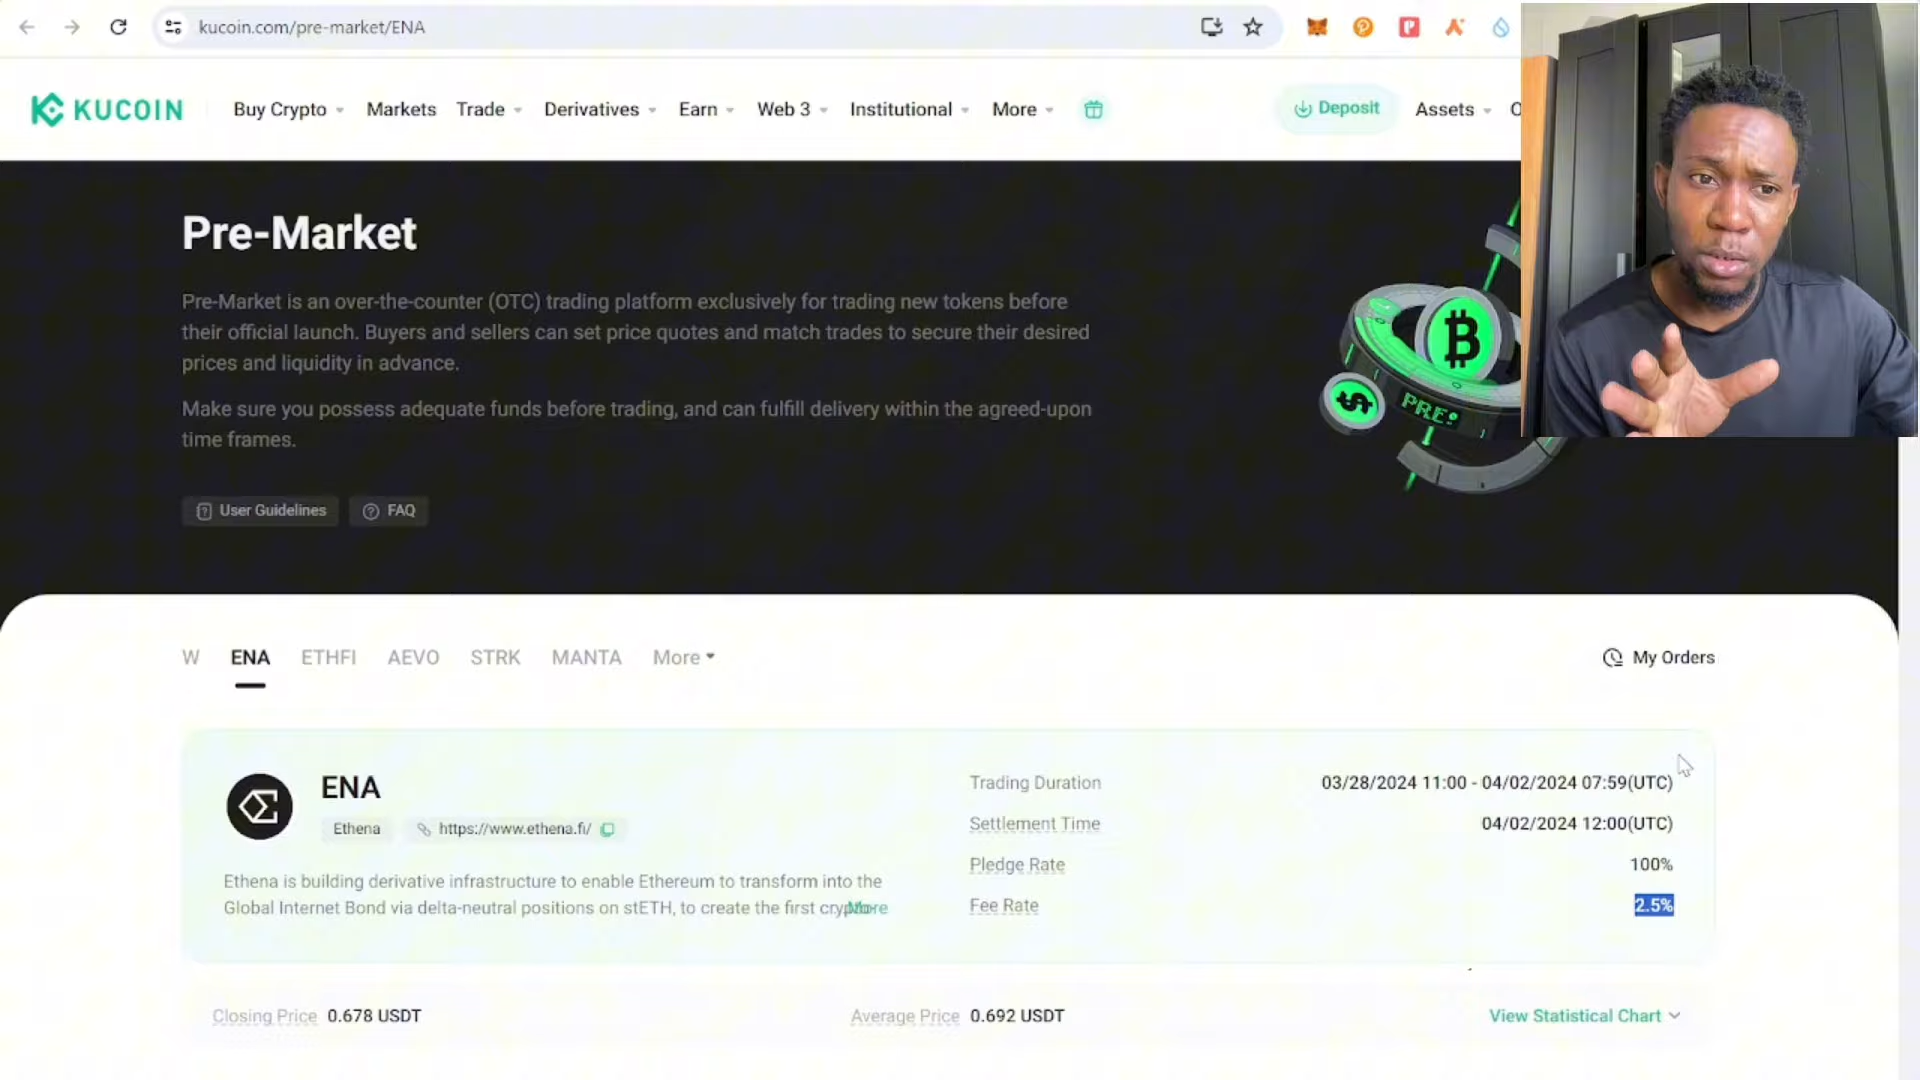 kucoin.com/pre-market/ENA
KUCOIN
Buy Crypto
Markets
Trade
Derivatives
Earn
Web 3
Institutional
More
Deposit
Assets
O
Pre-Market
Pre-Market is an over-the-counter (OTC) trading platform exclusively for trading new tokens before
their official launch. Buyers and sellers can set price quotes and match trades to secure their desired
prices and liquidity in advance.
Make sure you possess adequate funds before trading, and can fulfill delivery within the agreed-upon
time frames.
PRE:
User Guidelines
FAQ
W
ENA
ETHFI
AEVO
STRK
MANTA
More
My Orders
ENA
Ethena
https://www.ethena.fi/
Ethena is building derivative infrastructure to enable Ethereum to transform into the
Global Internet Bond via delta-neutral positions on stETH, to create the first crypto-
More
Trading Duration
03/28/2024 11:00 - 04/02/2024 07:59(UTC)
Settlement Time
04/02/2024 12:00(UTC)
Pledge Rate
100%
Fee Rate
2.5%
Closing Price 0.678 USDT
Average Price 0.692 USDT
View Statistical Chart